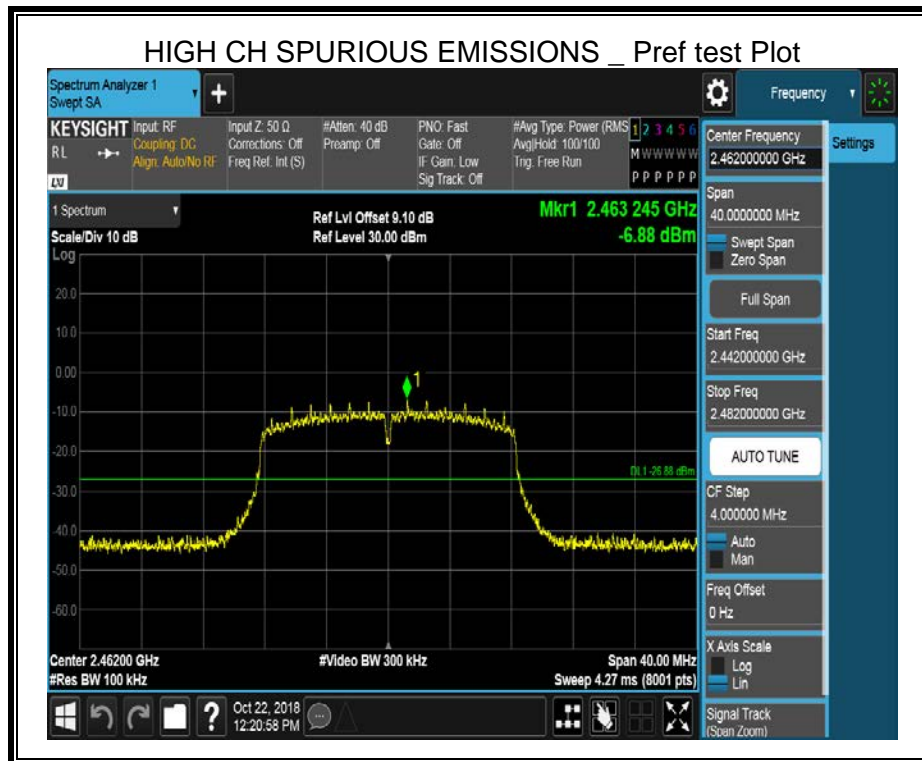 HIGH CH SPURIOUS EMISSIONS _ Pref test Plot
Spectrum Analyzer 1
Swept SA
+
Frequency
KEYSIGHT
RL
LXI
Input: RF
Coupling: DC
Align: Auto/No RF
Input Z: 50 Ω
Corrections: Off
Freq Ref: Int (S)
#Atten: 40 dB
Preamp: Off
PNO: Fast
Gate: Off
IF Gain: Low
Sig Track: Off
#Avg Type: Power (RMS
Avg|Hold: 100/100
Trig: Free Run
1 2 3 4 5 6
M W W W W W
P P P P P P
Settings
Center Frequency
2.462000000 GHz
Span
40.0000000 MHz
Swept Span
Zero Span
Full Span
Start Freq
2.442000000 GHz
Stop Freq
2.482000000 GHz
AUTO TUNE
CF Step
4.000000 MHz
Auto
Man
Freq Offset
0 Hz
X Axis Scale
Log
Lin
Signal Track
(Span Zoom)
1 Spectrum
Scale/Div 10 dB
Log
Ref Lvl Offset 9.10 dB
Ref Level 30.00 dBm
Mkr1 2.463 245 GHz
-6.88 dBm
20.0
10.0
0.00
-10.0
-20.0
-30.0
-40.0
-50.0
-60.0
1
DL1 -26.88 dBm
Center 2.46200 GHz
#Res BW 100 kHz
#Video BW 300 kHz
Span 40.00 MHz
Sweep 4.27 ms (8001 pts)
?
Oct 22, 2018
12:20:58 PM